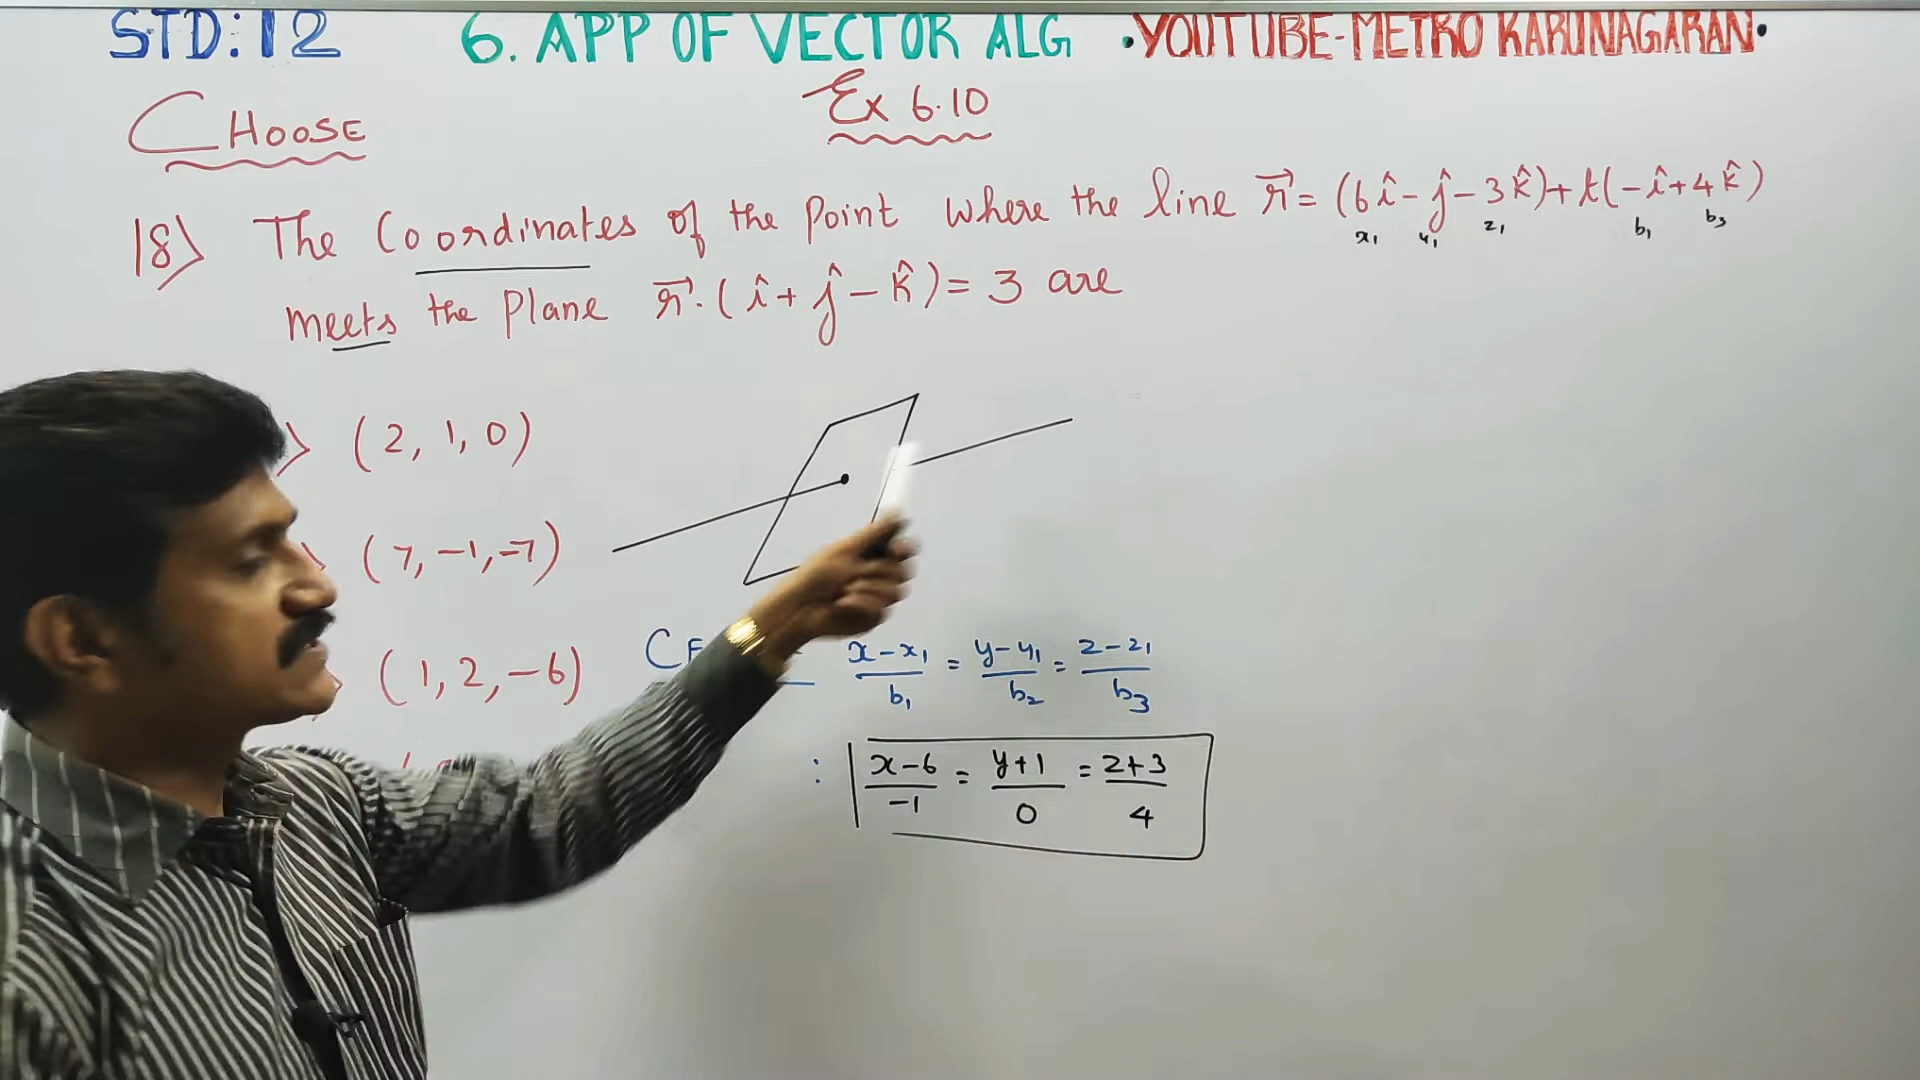 STD:12 6. APP OF VECTOR ALG •YOUTUBE-METRO KARUNAGARAN•
CHOOSE Ex 6.10
18) The Coordinates of the Point where the line r⃗ = (6î - ĵ - 3k̂) + t(-î + 4k̂)
x₁ y₁ z₁ b₁ b₃
meets the Plane r⃗.(î + ĵ - k̂) = 3 are
(2, 1, 0)
(7, -1, -7)
(1, 2, -6)
x-x₁/b₁ = y-y₁/b₂ = z-z₁/b₃
: x-6/-1 = y+1/0 = z+3/4